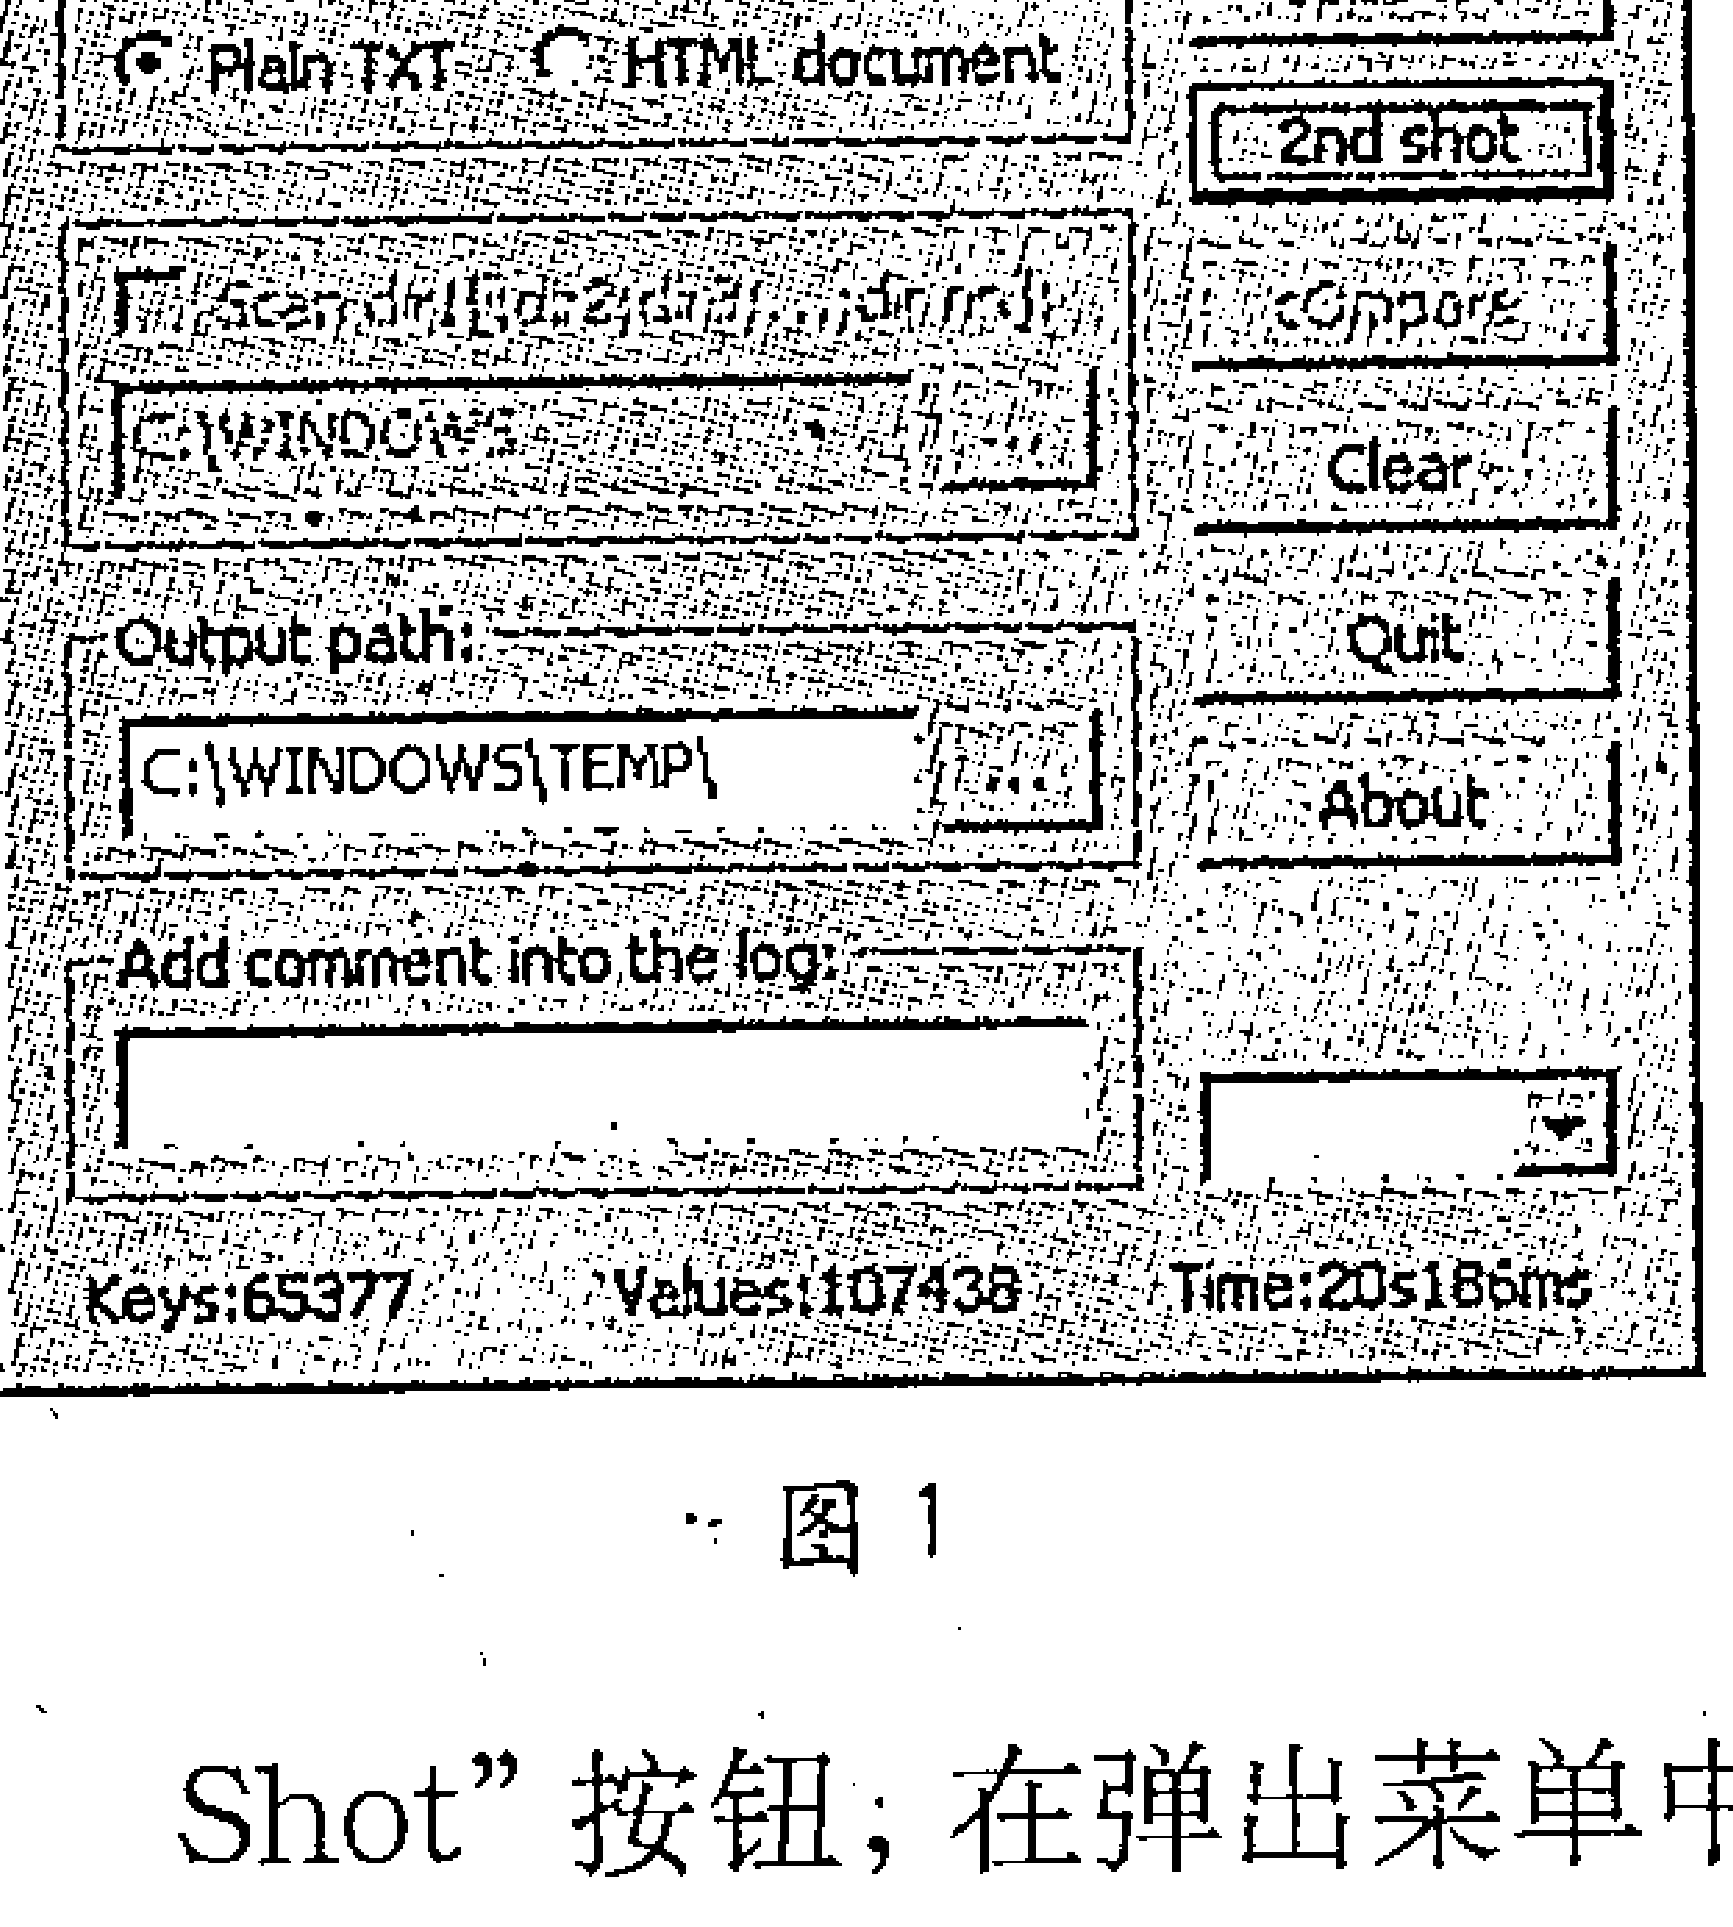 Plain TXT HTML document
2nd shot
compare
C:\WINDOWS
...
Clear
Output path:
Quit
C:\WINDOWS\TEMP\
...
About
Add comment into the log:
Keys:65377 Values:107438 Time:20s186ms
图 1
Shot”按钮；在弹出菜单中